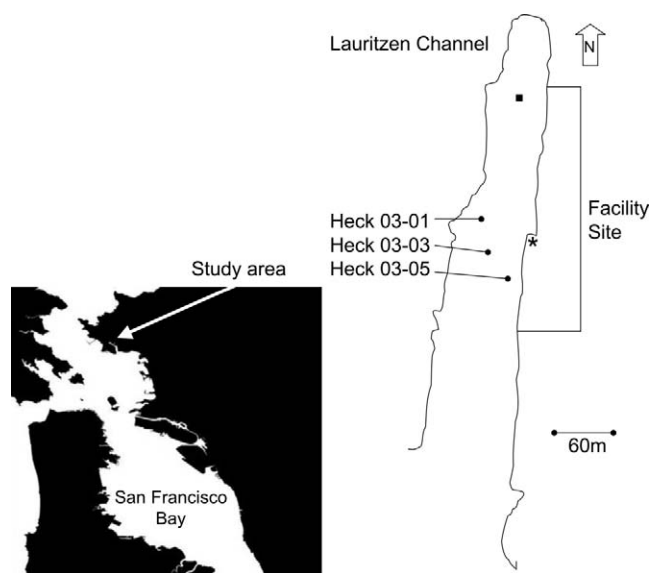 Lauritzen Channel
N
Heck 03-01
Heck 03-03
Heck 03-05
*
Facility
Site
Study area
60m
San Francisco
Bay